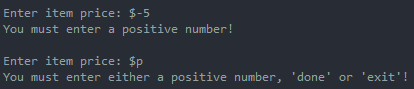 Enter item price: $-5
You must enter a positive number!
Enter item price: $p
You must enter either a positive number, 'done' or 'exit'!